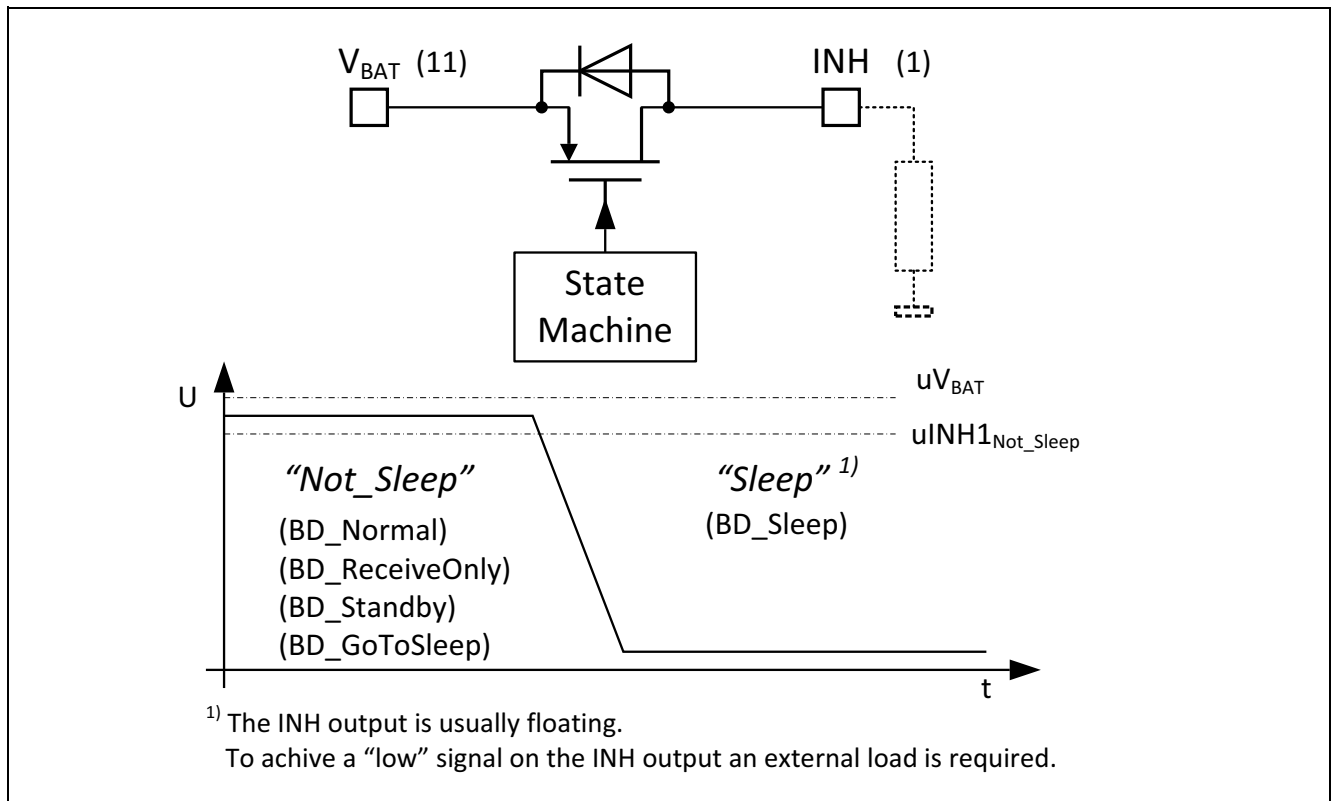 V_BAT (11)
INH (1)
State
Machine
U
uV_BAT
uINH1_Not_Sleep
"Not_Sleep"
"Sleep" 1)
(BD_Normal)
(BD_Sleep)
(BD_ReceiveOnly)
(BD_Standby)
(BD_GoToSleep)
t
1) The INH output is usually floating.
To achive a "low" signal on the INH output an external load is required.